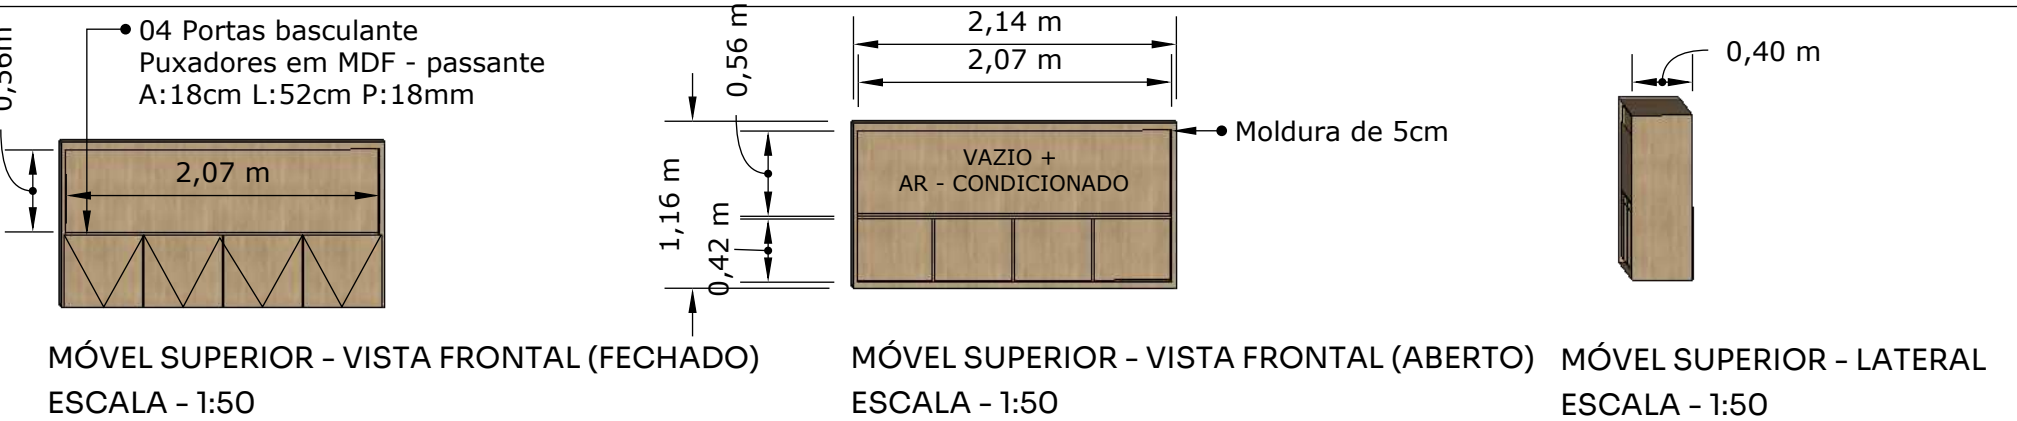 04 Portas basculante
Puxadores em MDF - passante
A:18cm L:52cm P:18mm
0,56m
2,07 m
MÓVEL SUPERIOR - VISTA FRONTAL (FECHADO)
ESCALA - 1:50
2,14 m
2,07 m
0,56 m
1,16 m
0,42 m
Moldura de 5cm
VAZIO +
AR - CONDICIONADO
MÓVEL SUPERIOR - VISTA FRONTAL (ABERTO)
ESCALA - 1:50
0,40 m
MÓVEL SUPERIOR - LATERAL
ESCALA - 1:50